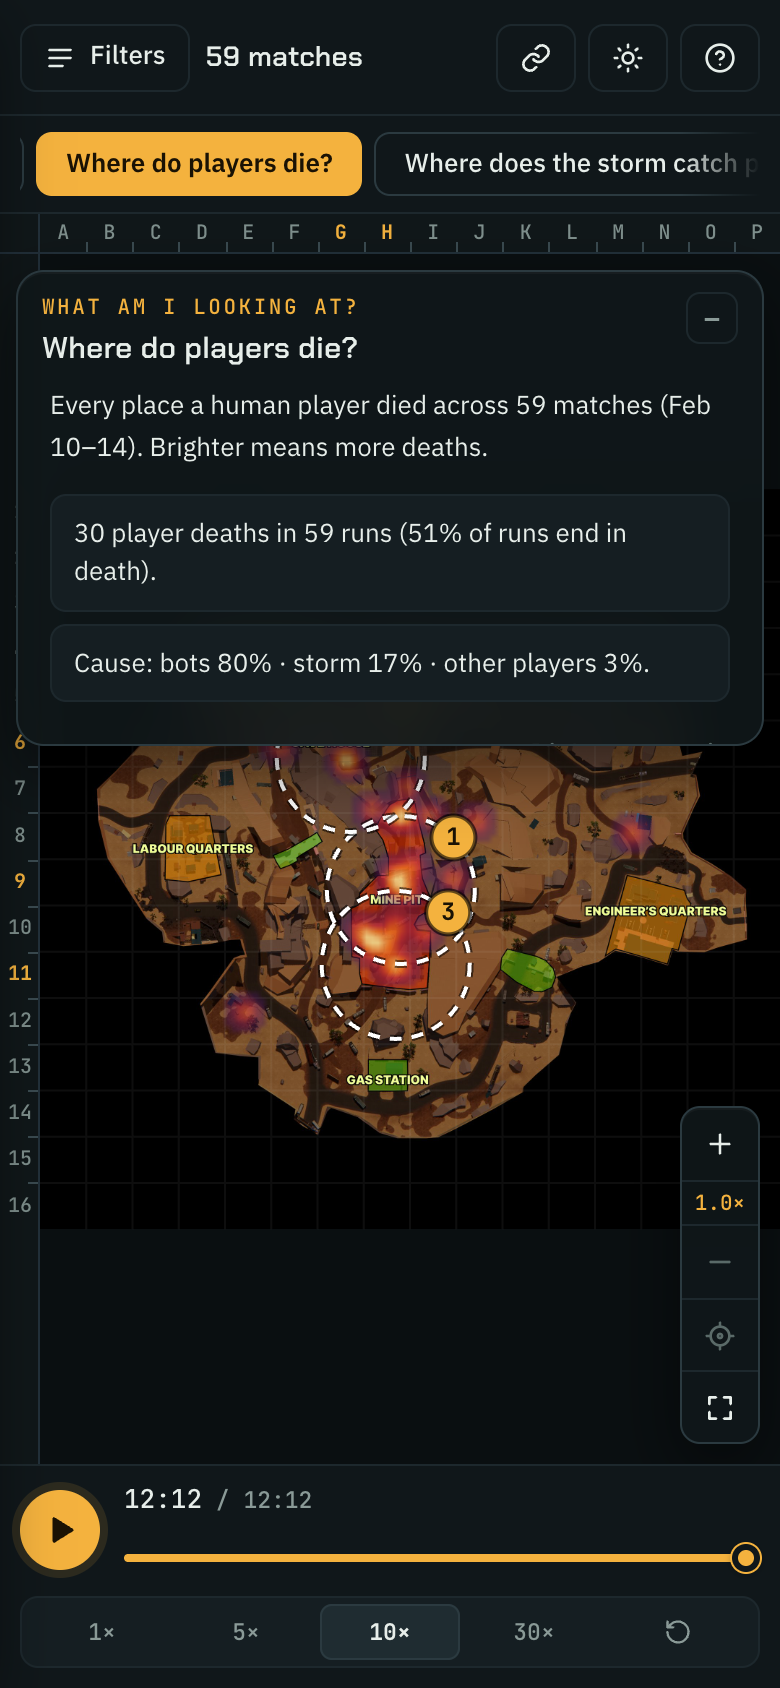 Filters
59 matches
Where do players die?
Where does the storm catch p
A B C D E F G H I J K L M N O P
WHAT AM I LOOKING AT?
Where do players die?
Every place a human player died across 59 matches (Feb
10–14). Brighter means more deaths.
30 player deaths in 59 runs (51% of runs end in
death).
Cause: bots 80% · storm 17% · other players 3%.
6
7
8
LABOUR QUARTERS
1
9
MINE PIT
3
ENGINEER'S QUARTERS
10
11
12
13
GAS STATION
14
15
16
1.0×
12:12 / 12:12
1× 5× 10× 30×